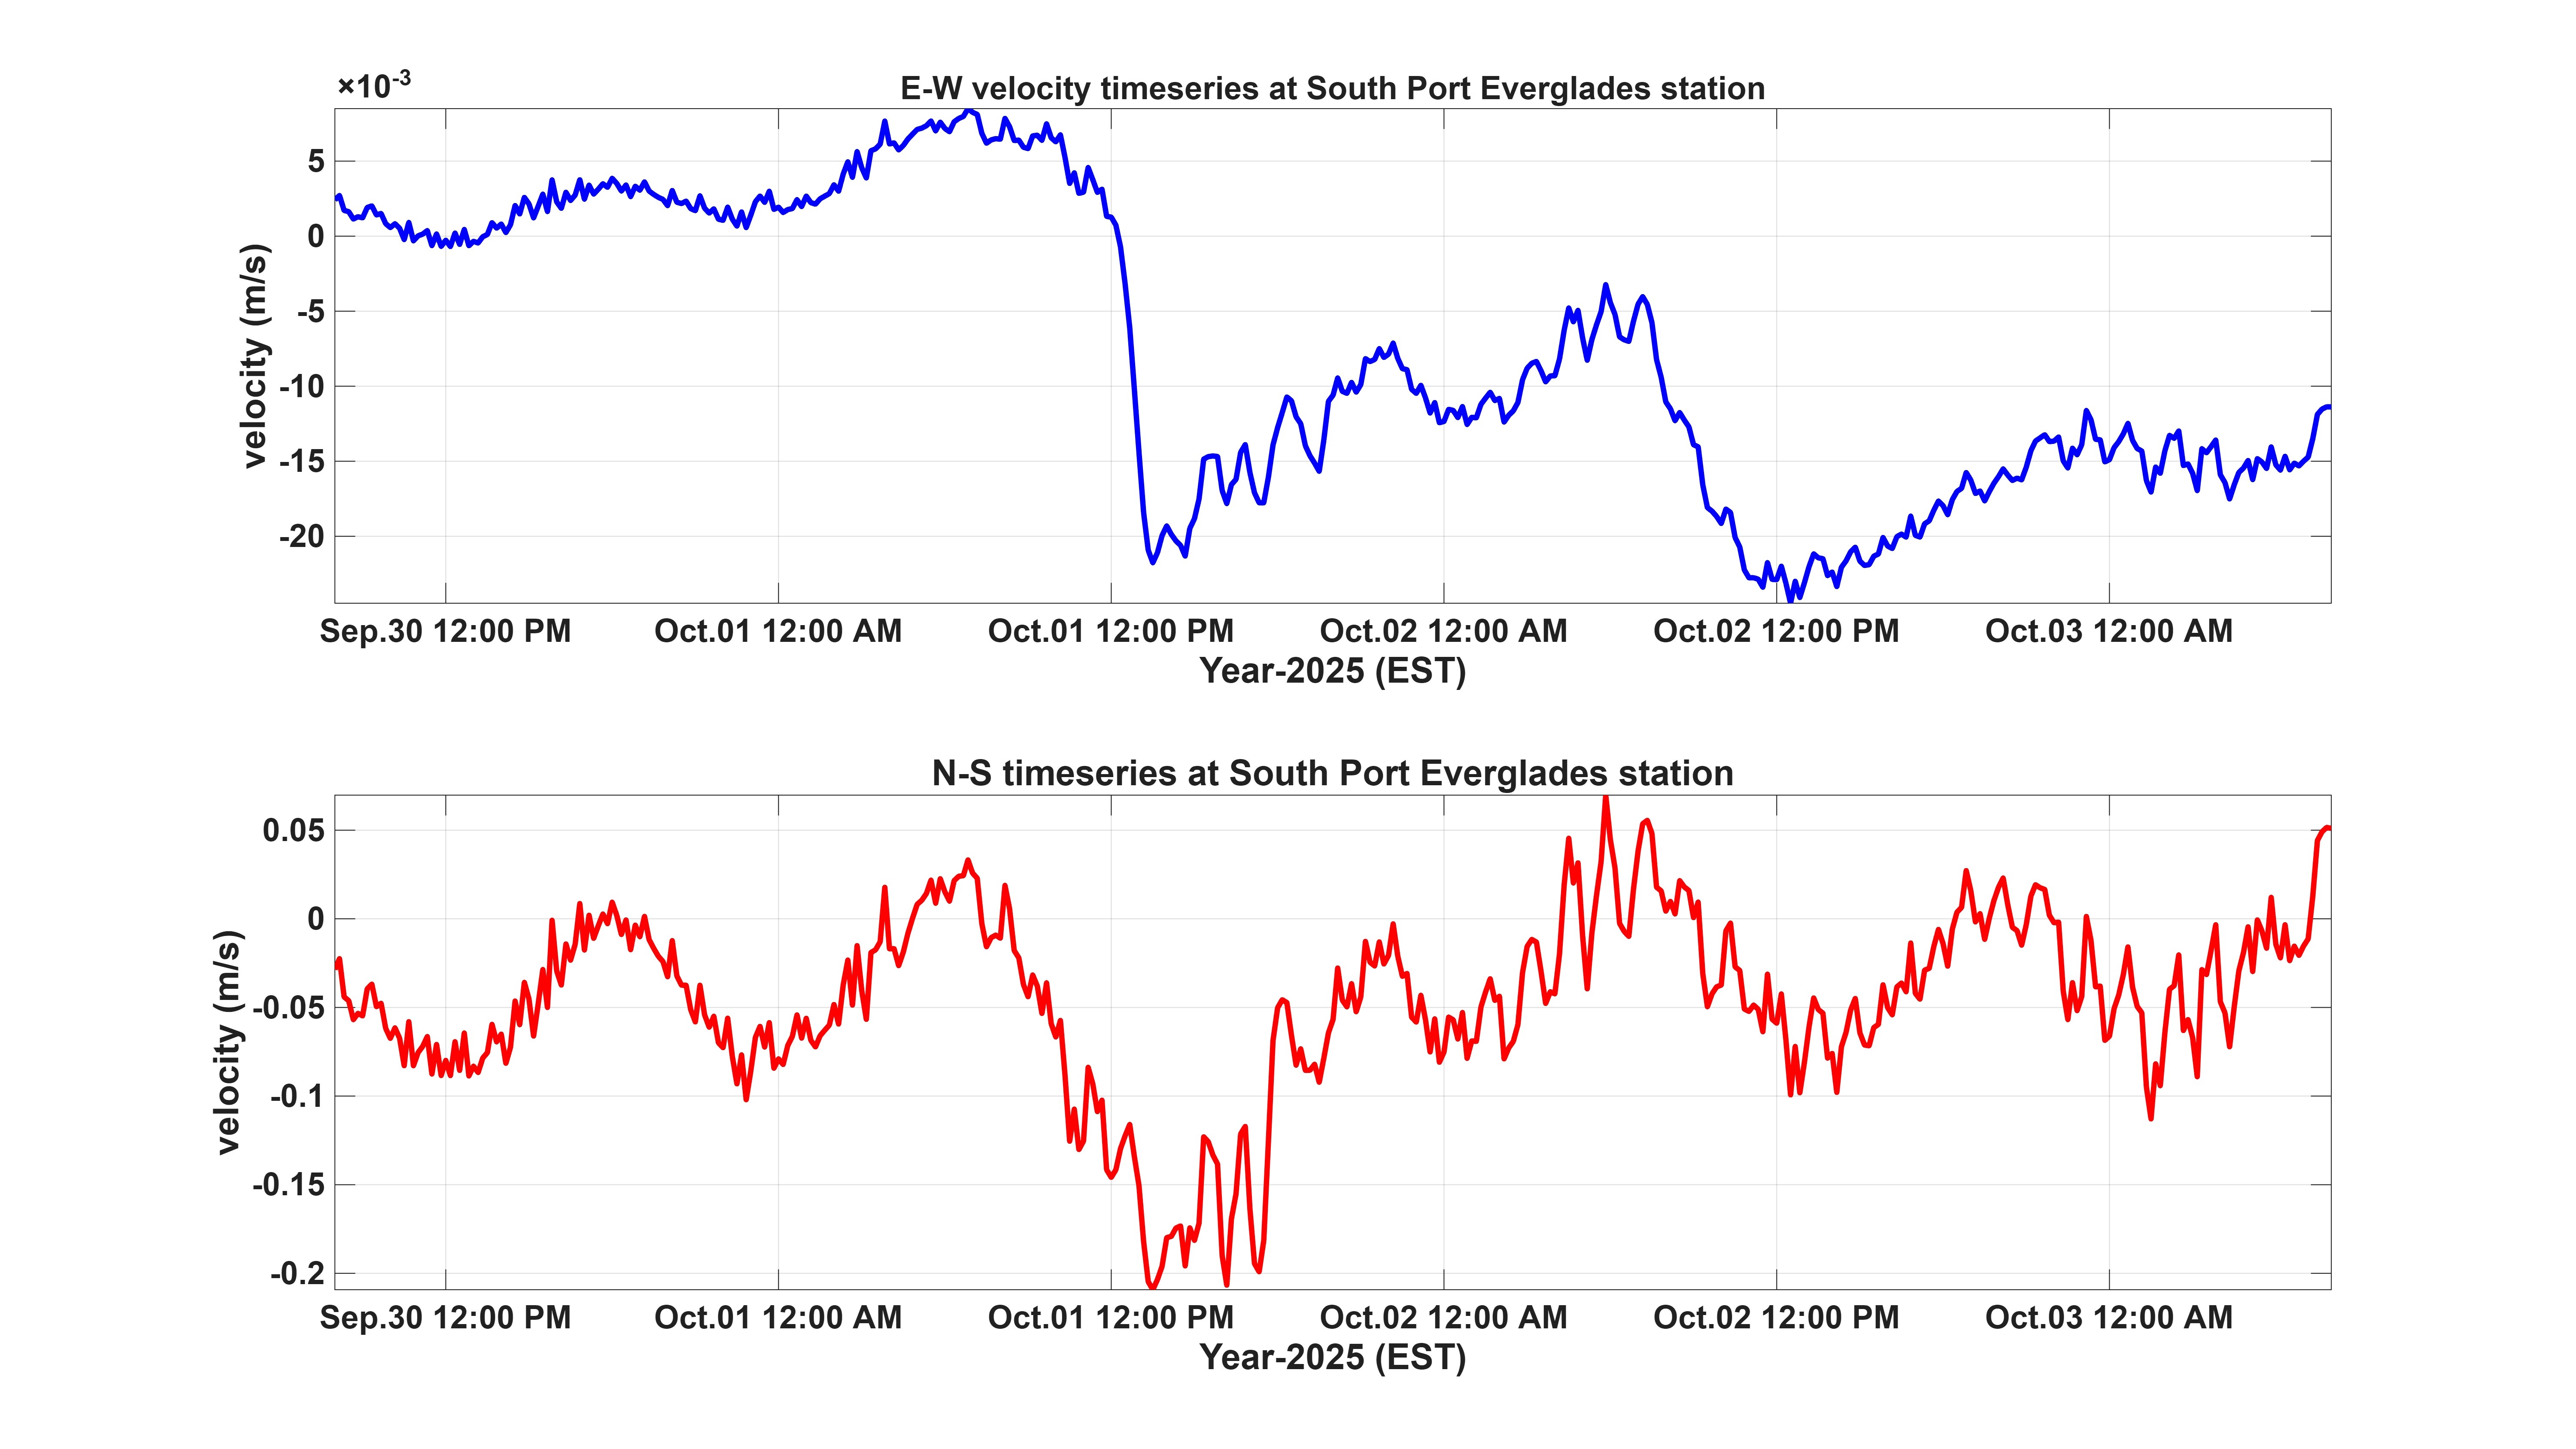 ×10-3
E-W velocity timeseries at South Port Everglades station
velocity (m/s)
5
0
-5
-10
-15
-20
Sep.30 12:00 PM Oct.01 12:00 AM Oct.01 12:00 PM Oct.02 12:00 AM Oct.02 12:00 PM Oct.03 12:00 AM
Year-2025 (EST)
N-S timeseries at South Port Everglades station
velocity (m/s)
0.05
0
-0.05
-0.1
-0.15
-0.2
Sep.30 12:00 PM Oct.01 12:00 AM Oct.01 12:00 PM Oct.02 12:00 AM Oct.02 12:00 PM Oct.03 12:00 AM
Year-2025 (EST)